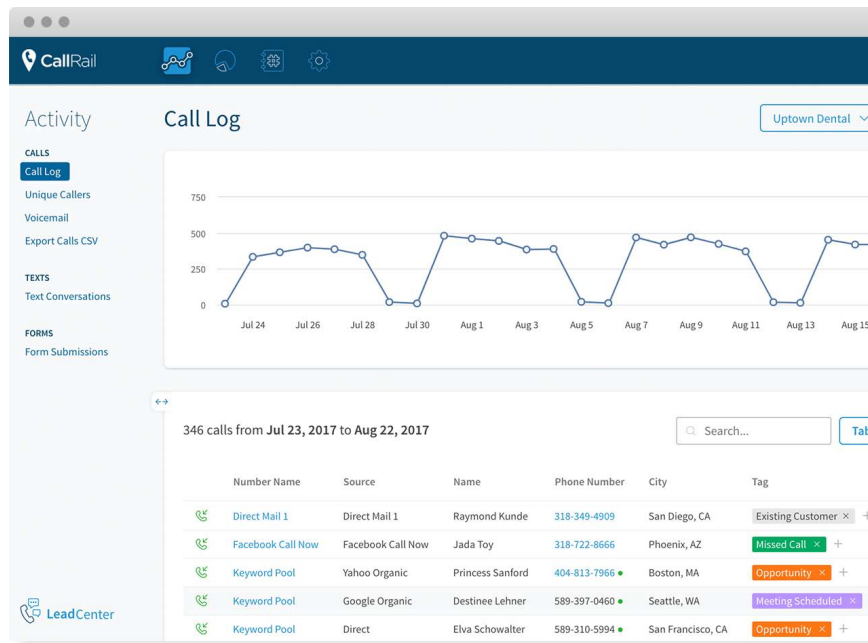 CallRail
Activity
CALLS
Call Log
Unique Callers
Voicemail
Export Calls CSV
TEXTS
Text Conversations
FORMS
Form Submissions
LeadCenter
Call Log
Uptown Dental
750
500
250
0
Jul 24 Jul 26 Jul 28 Jul 30 Aug 1 Aug 3 Aug 5 Aug 7 Aug 9 Aug 11 Aug 13 Aug 15
346 calls from Jul 23, 2017 to Aug 22, 2017
Search...
Tab
Number Name Source Name Phone Number City Tag
Direct Mail 1 Direct Mail 1 Raymond Kunde 318-349-4909 San Diego, CA Existing Customer × +
Facebook Call Now Facebook Call Now Jada Toy 318-722-8666 Phoenix, AZ Missed Call × +
Keyword Pool Yahoo Organic Princess Sanford 404-813-7966 Boston, MA Opportunity × +
Keyword Pool Google Organic Destinee Lehner 589-397-0460 Seattle, WA Meeting Scheduled ×
Keyword Pool Direct Elva Schowalter 589-310-5994 San Francisco, CA Opportunity × +